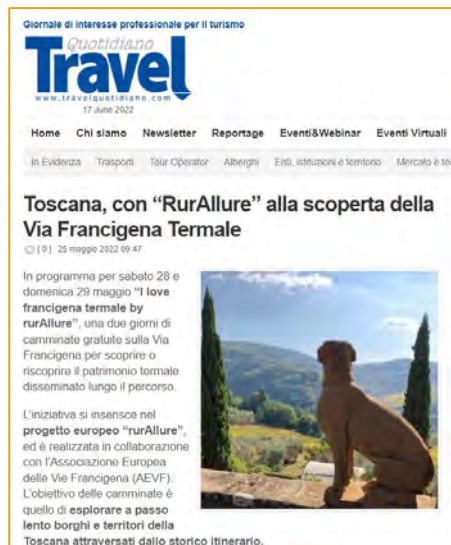 Giornale di interesse professionale per il turismo
Quotidiano
Travel
www.travelquotidiano.com
17 June 2022
Home Chi siamo Newsletter Reportage Eventi&Webinar Eventi Virtuali
In Evidenza Trasporti Tour Operator Alberghi Enti, istituzioni e territorio Mercato e
Toscana, con “RurAllure” alla scoperta della
Via Francigena Termale
[ 0 ] 25 maggio 2022 09:47
In programma per sabato 28 e
domenica 29 maggio “I love
francigena termale by
rurAllure”, una due giorni di
camminate gratuite sulla Via
Francigena per scoprire o
riscoprire il patrimonio termale
disseminato lungo il percorso.
L’iniziativa si inserisce nel
progetto europeo “rurAllure”,
ed è realizzata in collaborazione
con l’Associazione Europea
delle Vie Francigena (AEVF).
L’obiettivo delle camminate è
quello di esplorare a passo
lento borghi e territori della
Toscana attraversati dallo storico itinerario.